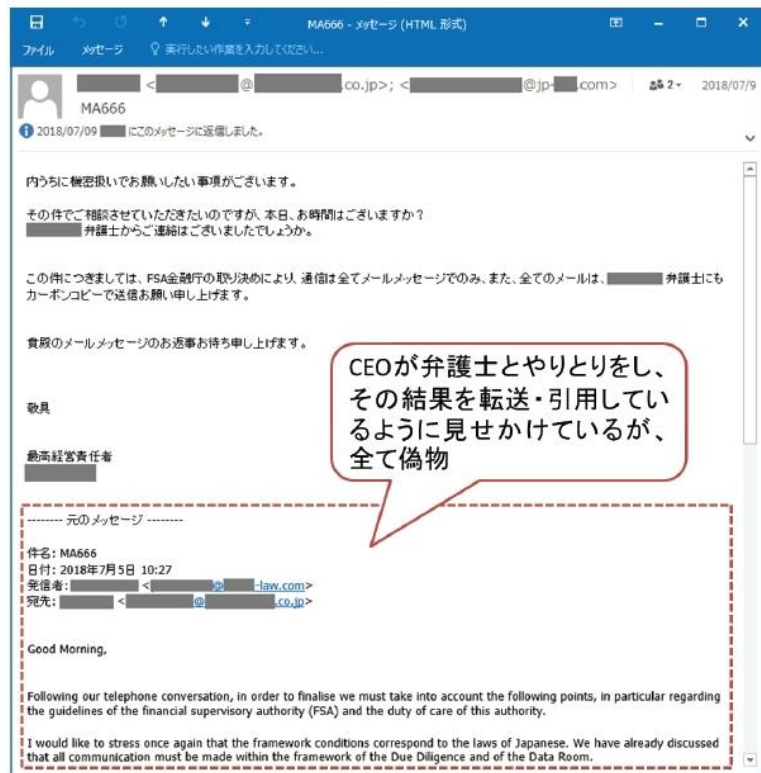 MA666 - メッセージ (HTML 形式)
ファイル メッセージ 実行したい作業を入力してください...
< @ .co.jp>; < @jp- .com> 2 2018/07/9
MA666
2018/07/09 にこのメッセージに返信しました。
内うちに機密扱いでお願いしたい事項がございます。
その件でご相談させていただきたいのですが、本日、お時間はございますか？
弁護士からご連絡はございましたでしょうか。
この件につきましては、FSA金融庁の取り決めにより、通信は全てメールメッセージでのみ、また、全てのメールは、 弁護士にも
カーボンコピーで送信お願い申し上げます。
貴殿のメールメッセージのお返事お待ち申し上げます。
CEOが弁護士とやりとりをし、
その結果を転送・引用してい
るように見せかけているが、
全て偽物
敬具
最高経営責任者
-------- 元のメッセージ --------
件名: MA666
日付: 2018年7月5日 10:27
発信者: < @ -law.com>
宛先: < @ .co.jp>
Good Morning,
Following our telephone conversation, in order to finalise we must take into account the following points, in particular regarding
the guidelines of the financial supervisory authority (FSA) and the duty of care of this authority.
I would like to stress once again that the framework conditions correspond to the laws of Japanese. We have already discussed
that all communication must be made within the framework of the Due Diligence and of the Data Room.